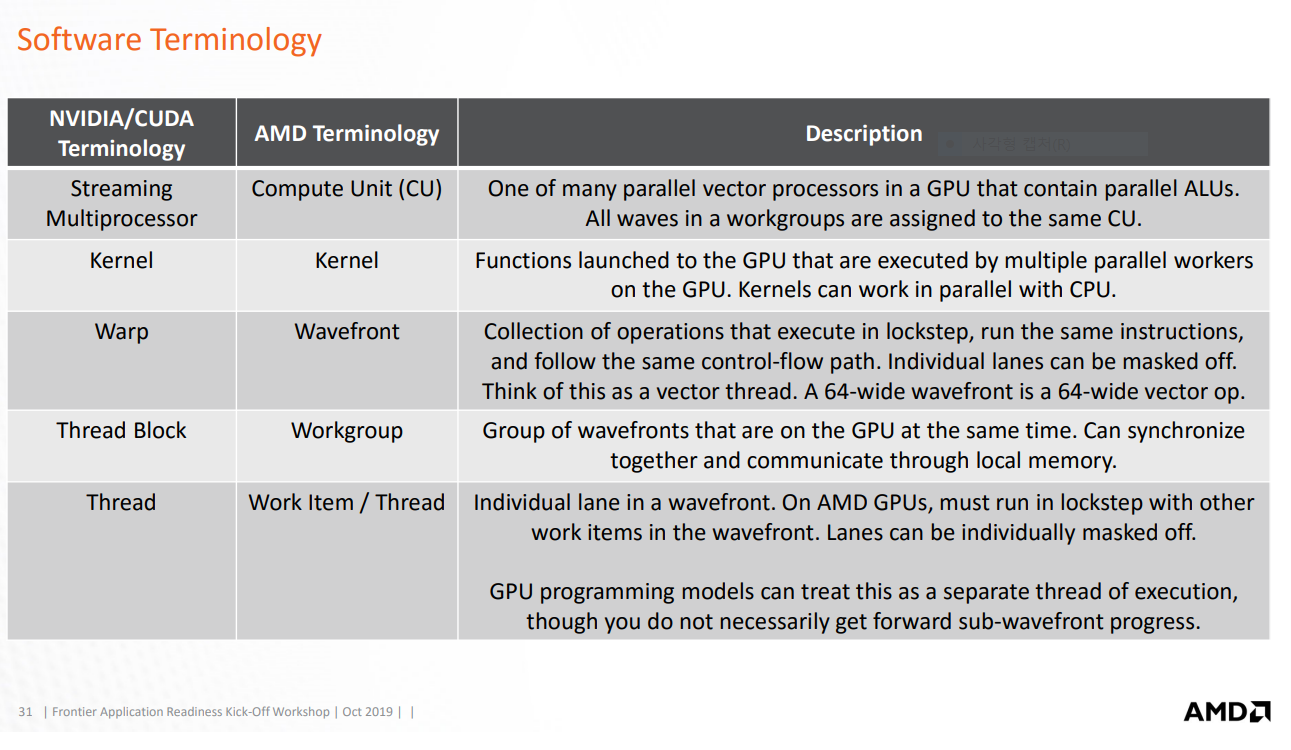 Software Terminology
NVIDIA/CUDA
Terminology
AMD Terminology
Description
Streaming
Multiprocessor
Compute Unit (CU)
One of many parallel vector processors in a GPU that contain parallel ALUs.
All waves in a workgroups are assigned to the same CU.
Kernel
Kernel
Functions launched to the GPU that are executed by multiple parallel workers
on the GPU. Kernels can work in parallel with CPU.
Warp
Wavefront
Collection of operations that execute in lockstep, run the same instructions,
and follow the same control-flow path. Individual lanes can be masked off.
Think of this as a vector thread. A 64-wide wavefront is a 64-wide vector op.
Thread Block
Workgroup
Group of wavefronts that are on the GPU at the same time. Can synchronize
together and communicate through local memory.
Thread
Work Item / Thread
Individual lane in a wavefront. On AMD GPUs, must run in lockstep with other
work items in the wavefront. Lanes can be individually masked off.
GPU programming models can treat this as a separate thread of execution,
though you do not necessarily get forward sub-wavefront progress.
31 | Frontier Application Readiness Kick-Off Workshop | Oct 2019 | |
AMD